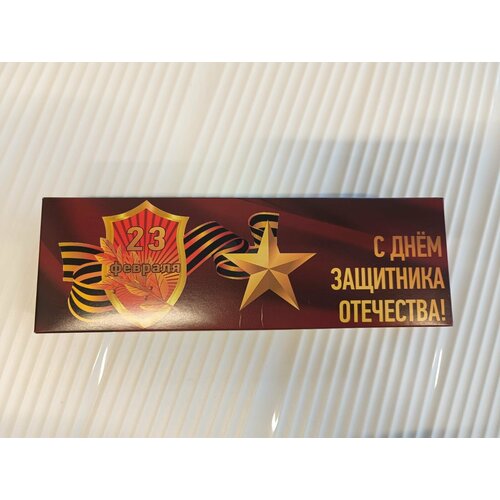 23
февраля
С ДНЁМ
ЗАЩИТНИКА
ОТЕЧЕСТВА!